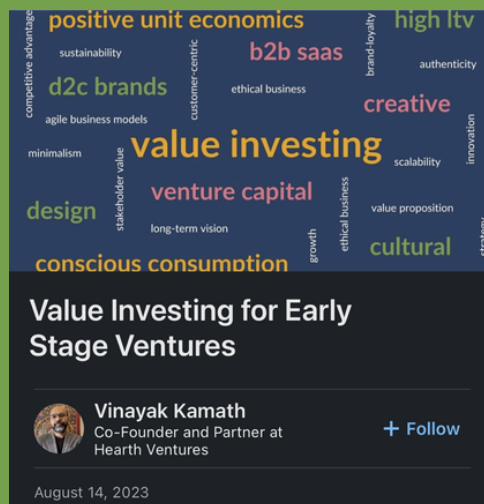 positive unit economics
high ltv
competitive advantage
sustainability
customer-centric
b2b saas
brand-loyalty
authenticity
d2c brands
ethical business
creative
agile business models
innovation
minimalism
stakeholder value
value investing
scalability
venture capital
ethical business
value proposition
design
long-term vision
growth
cultural
strategy
conscious consumption
Value Investing for Early
Stage Ventures
Vinayak Kamath
Co-Founder and Partner at
Hearth Ventures
+ Follow
August 14, 2023